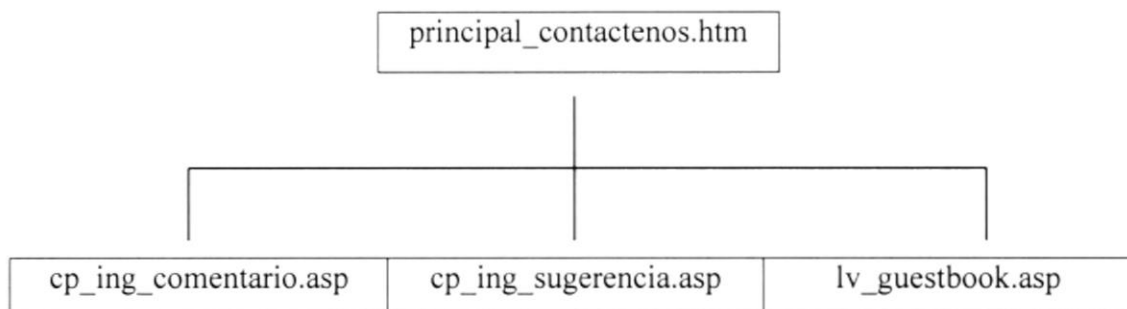 principal_contactenos.htm
cp_ing_comentario.asp
cp_ing_sugerencia.asp
lv_guestbook.asp